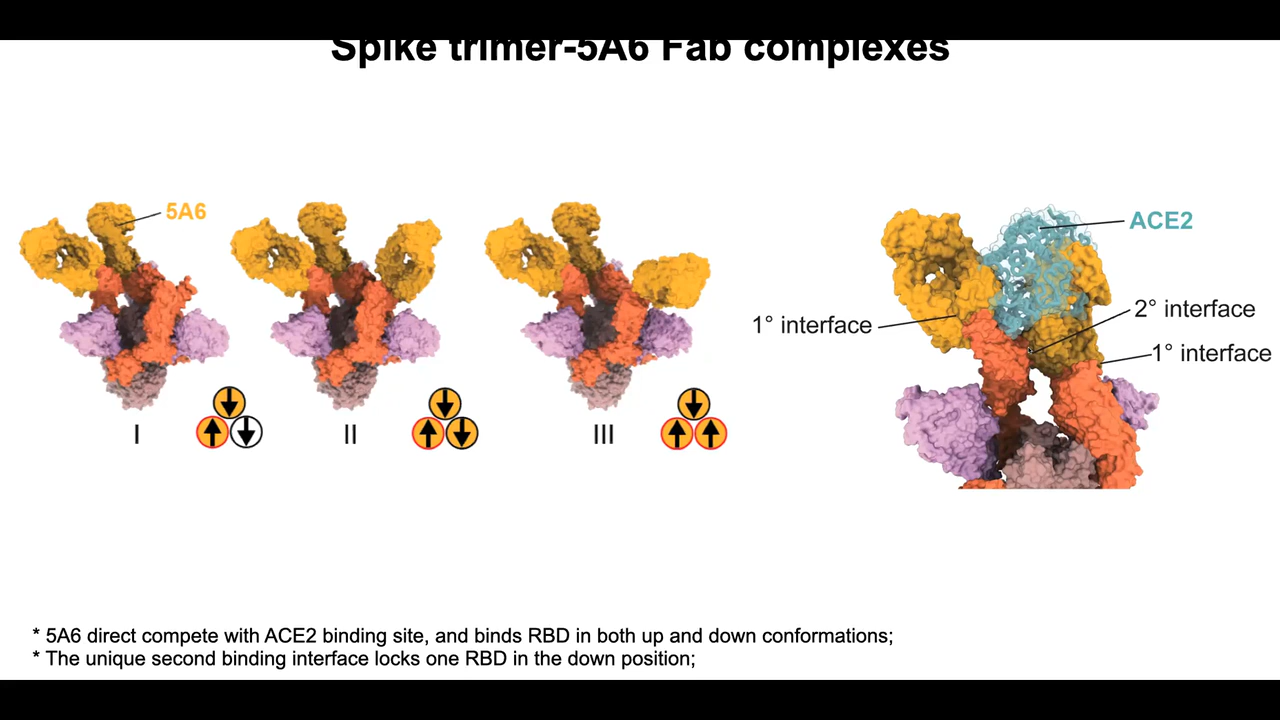 Spike trimer-5A6 Fab complexes
5A6
ACE2
2° interface
1° interface
1° interface
I
II
III
* 5A6 direct compete with ACE2 binding site, and binds RBD in both up and down conformations;
* The unique second binding interface locks one RBD in the down position;